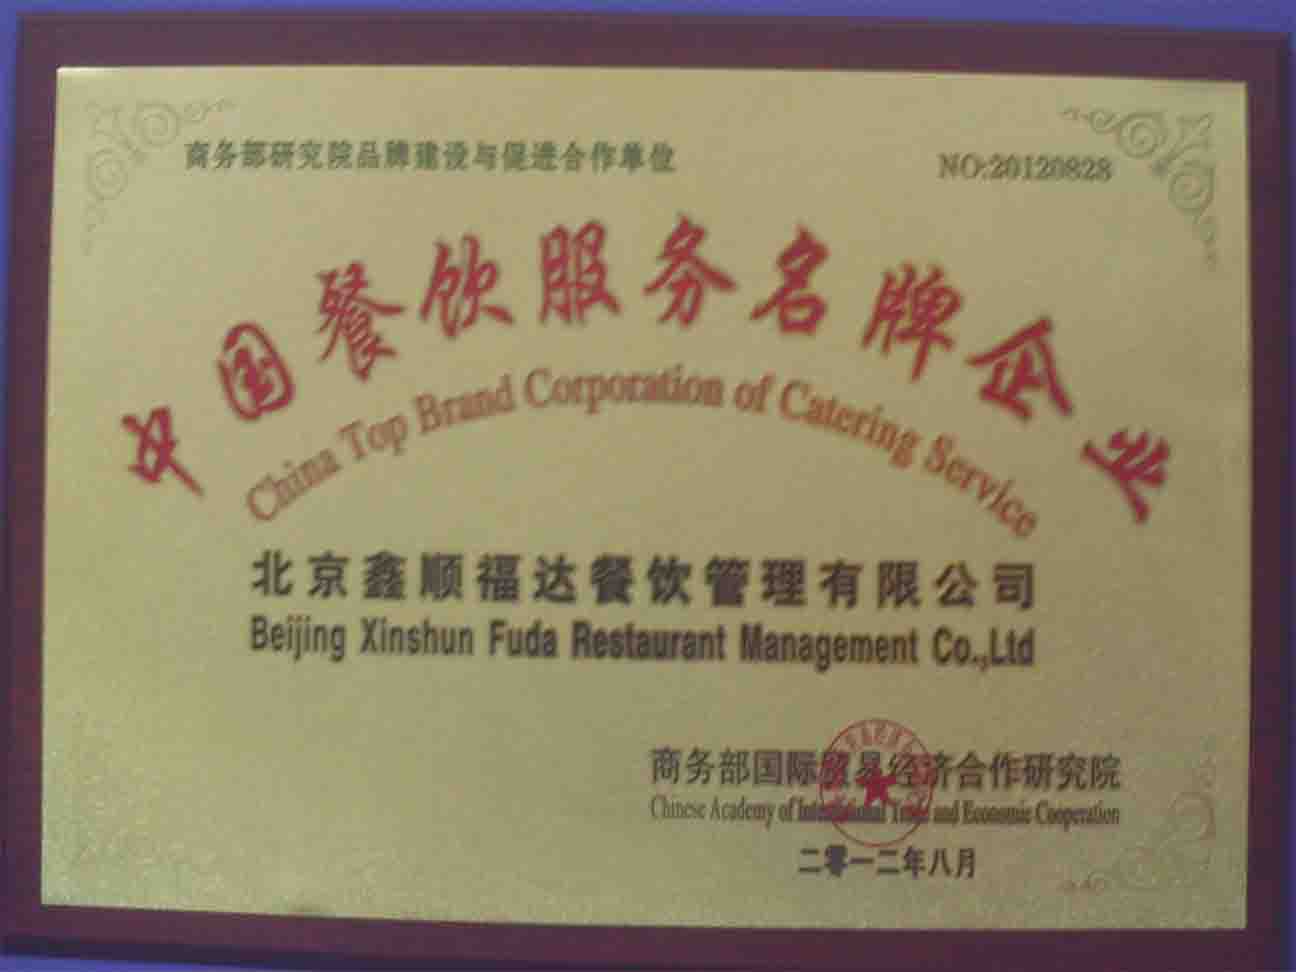 商务部研究院品牌建设与促进合作单位
NO:20120828
中国餐饮服务名牌企业
China Top Brand Corporation of Catering Service
北京鑫顺福达餐饮管理有限公司
Beijing Xinshun Fuda Restaurant Management Co.,Ltd
商务部国际贸易经济合作研究院
Chinese Academy of International Trade and Economic Cooperation
二零一二年八月